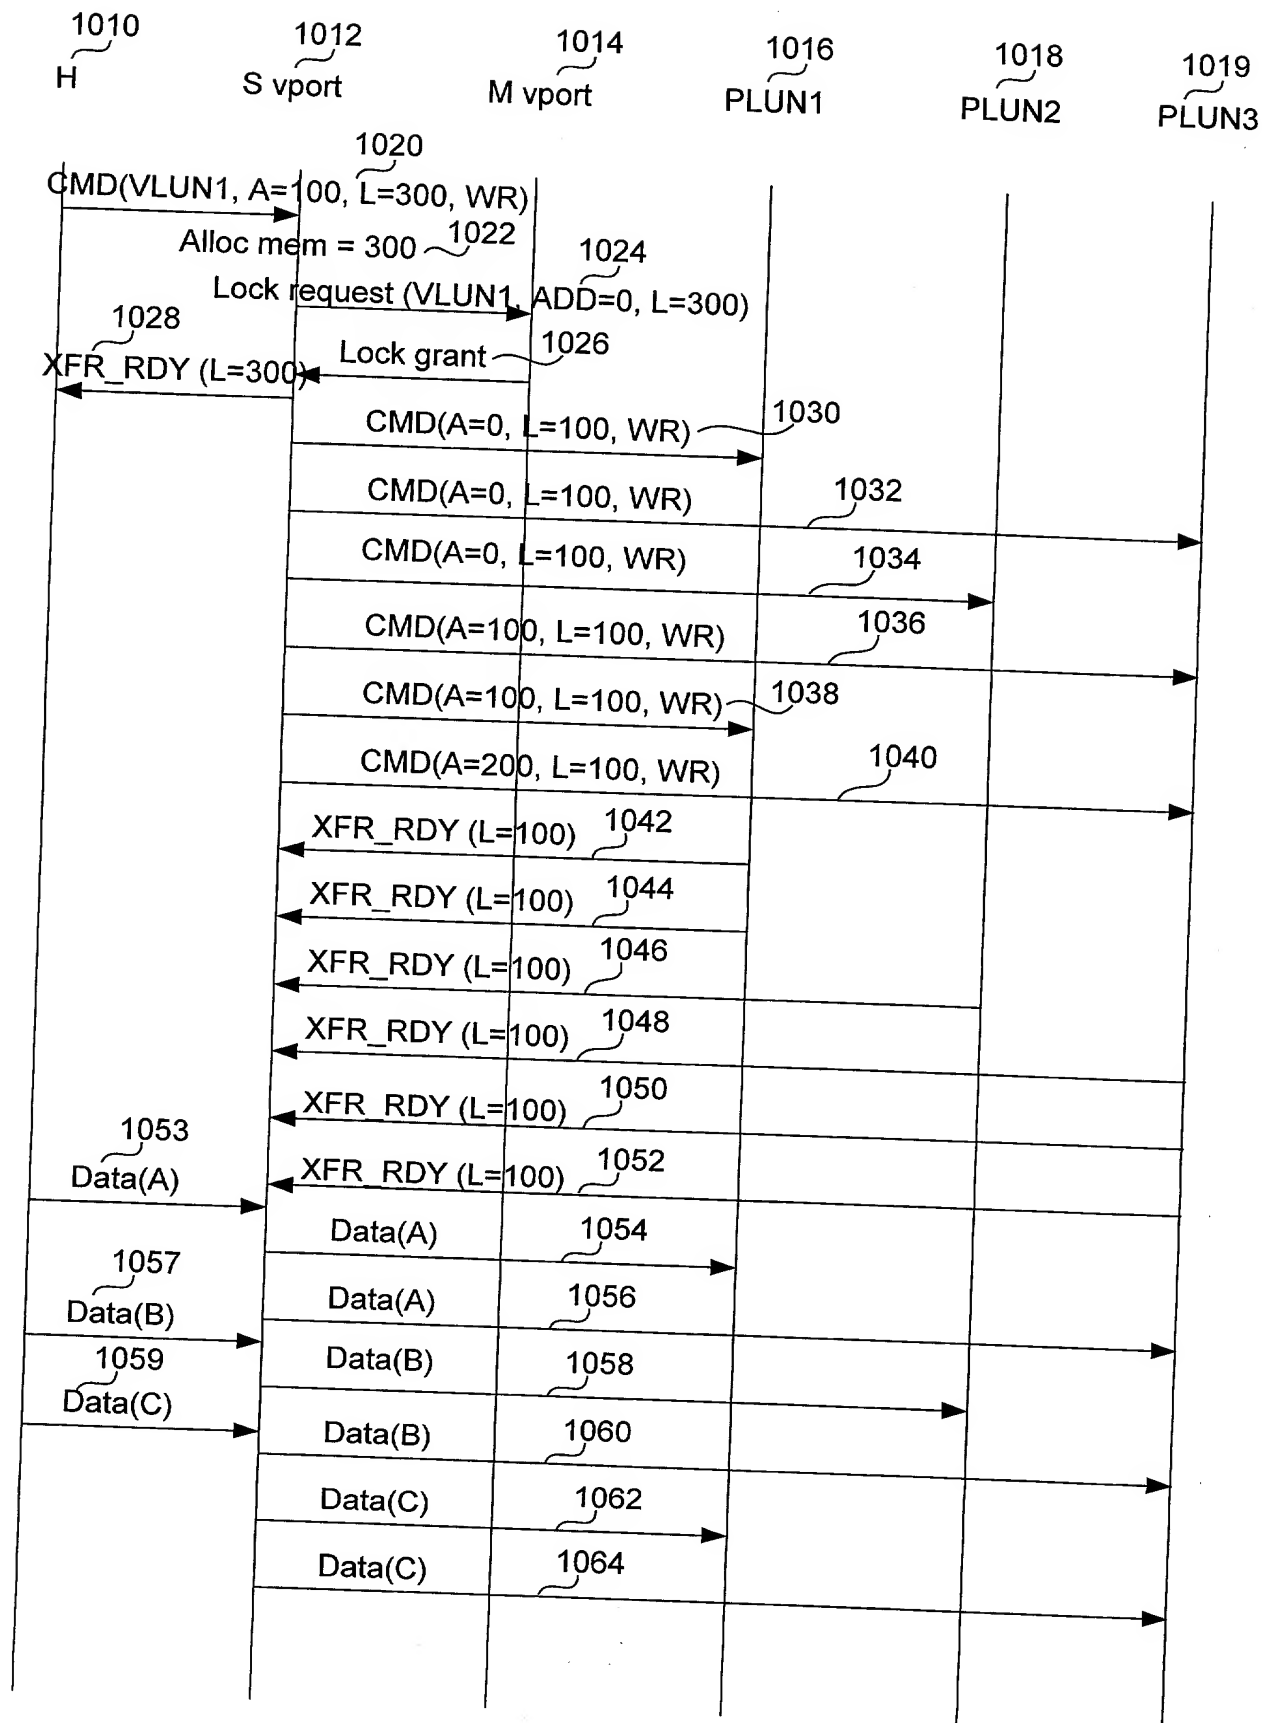 1010 1012 1014 1016 1018 1019
H S vport M vport PLUN1 PLUN2 PLUN3
1020
CMD(VLUN1, A=100, L=300, WR)
Alloc mem = 300 1022
1024
Lock request (VLUN1, ADD=0, L=300)
1028
Lock grant 1026
XFR_RDY (L=300)
CMD(A=0, L=100, WR) 1030
CMD(A=0, L=100, WR) 1032
CMD(A=0, L=100, WR) 1034
CMD(A=100, L=100, WR) 1036
CMD(A=100, L=100, WR) 1038
CMD(A=200, L=100, WR) 1040
XFR_RDY (L=100) 1042
XFR_RDY (L=100) 1044
XFR_RDY (L=100) 1046
XFR_RDY (L=100) 1048
XFR_RDY (L=100) 1050
1053
Data(A)
XFR_RDY (L=100) 1052
Data(A) 1054
1057
Data(B)
Data(A) 1056
1059
Data(C)
Data(B) 1058
Data(B) 1060
Data(C) 1062
Data(C) 1064